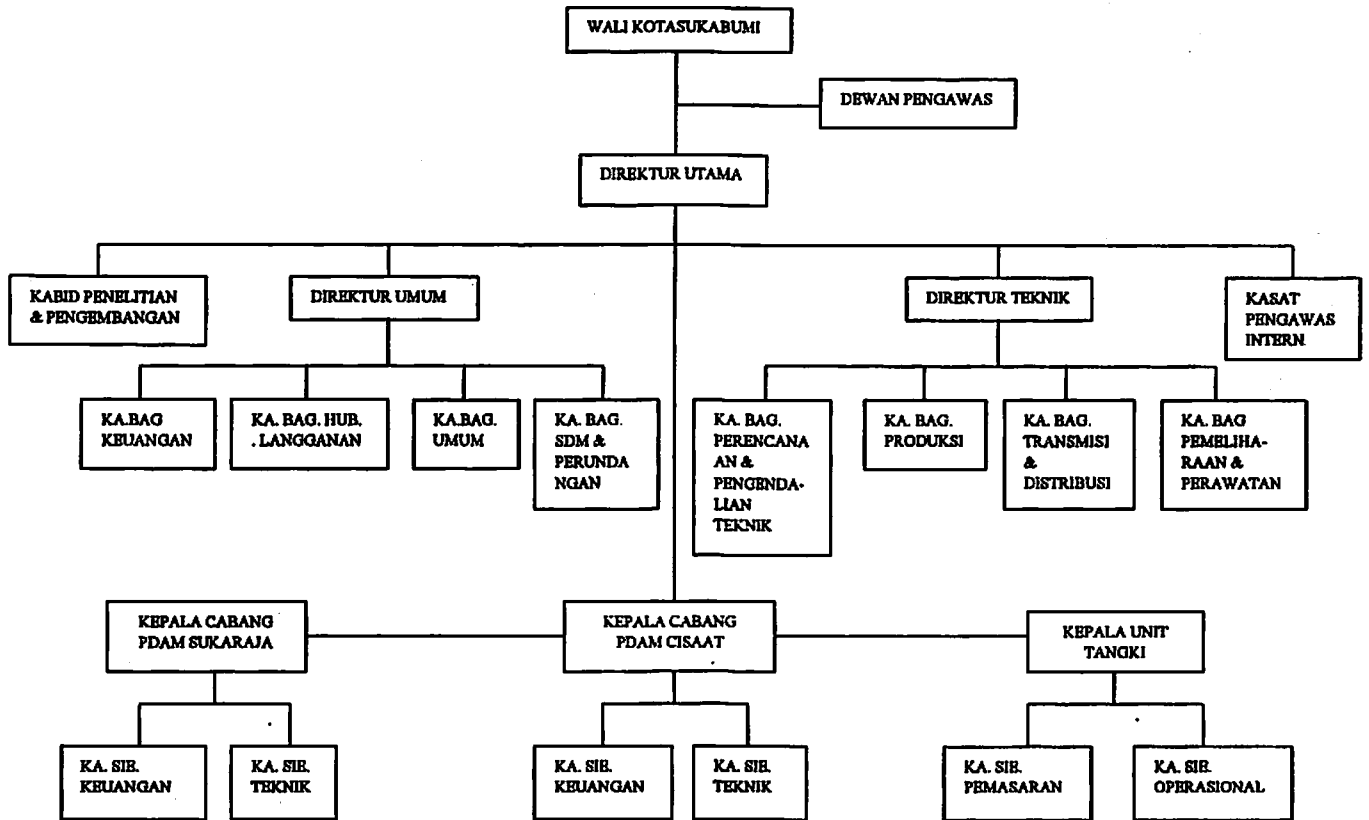 WALI KOTASUKABUMI
DEWAN PENGAWAS
DIREKTUR UTAMA
KABID PENELITIAN
& PENGEMBANGAN
DIREKTUR UMUM
DIREKTUR TEKNIK
KASAT
PENGAWAS
INTERN
KA.BAG
KEUANGAN
KA. BAG. HUB.
. LANGGANAN
KA.BAG.
UMUM
KA. BAG.
SDM &
PERUNDA
NGAN
KA. BAG.
PERENCANA
AN &
PENGENDA-
LIAN
TEKNIK
KA. BAG.
PRODUKSI
KA. BAG.
TRANSMISI
&
DISTRIBUSI
KA. BAG
PEMELIHA-
RAAN &
PERAWATAN
KEPALA CABANG
PDAM SUKARAJA
KEPALA CABANG
PDAM CISAAT
KEPALA UNIT
TANGKI
KA. SIE.
KEUANGAN
KA. SIE.
TEKNIK
KA. SIE.
KEUANGAN
KA. SIE.
TEKNIK
KA. SIE.
PEMASARAN
KA. SIE.
OPERASIONAL